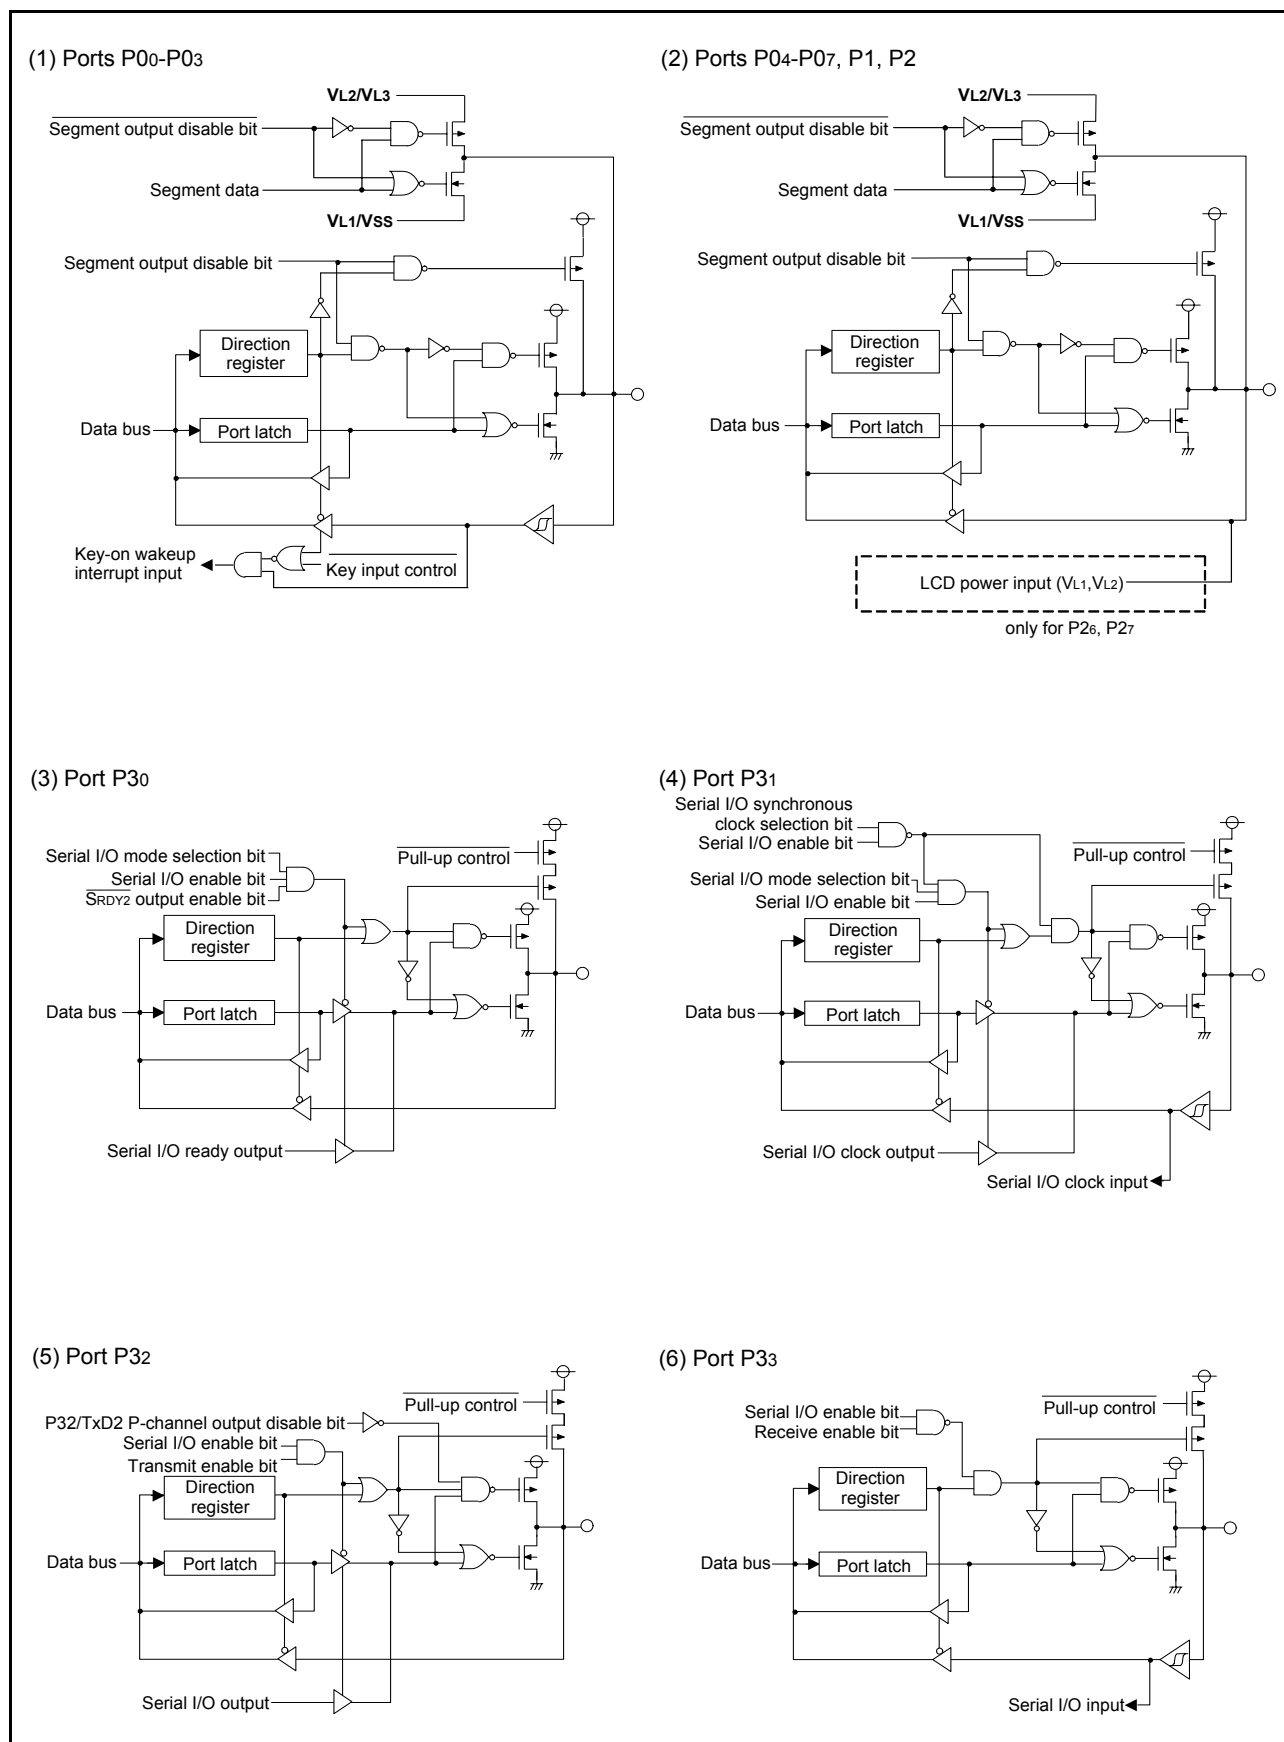 (1) Ports P00-P03
VL2/VL3
Segment output disable bit
Segment data
VL1/VSS
Segment output disable bit
Direction
register
Data bus
Port latch
Key-on wakeup
interrupt input
Key input control
(2) Ports P04-P07, P1, P2
VL2/VL3
Segment output disable bit
Segment data
VL1/VSS
Segment output disable bit
Direction
register
Data bus
Port latch
LCD power input (VL1,VL2)
only for P26, P27
(3) Port P30
Serial I/O mode selection bit
Serial I/O enable bit
SRDY2 output enable bit
Pull-up control
Direction
register
Data bus
Port latch
Serial I/O ready output
(4) Port P31
Serial I/O synchronous
clock selection bit
Serial I/O enable bit
Pull-up control
Serial I/O mode selection bit
Serial I/O enable bit
Direction
register
Data bus
Port latch
Serial I/O clock output
Serial I/O clock input
(5) Port P32
Pull-up control
P32/TxD2 P-channel output disable bit
Serial I/O enable bit
Transmit enable bit
Direction
register
Data bus
Port latch
Serial I/O output
(6) Port P33
Pull-up control
Serial I/O enable bit
Receive enable bit
Direction
register
Data bus
Port latch
Serial I/O input